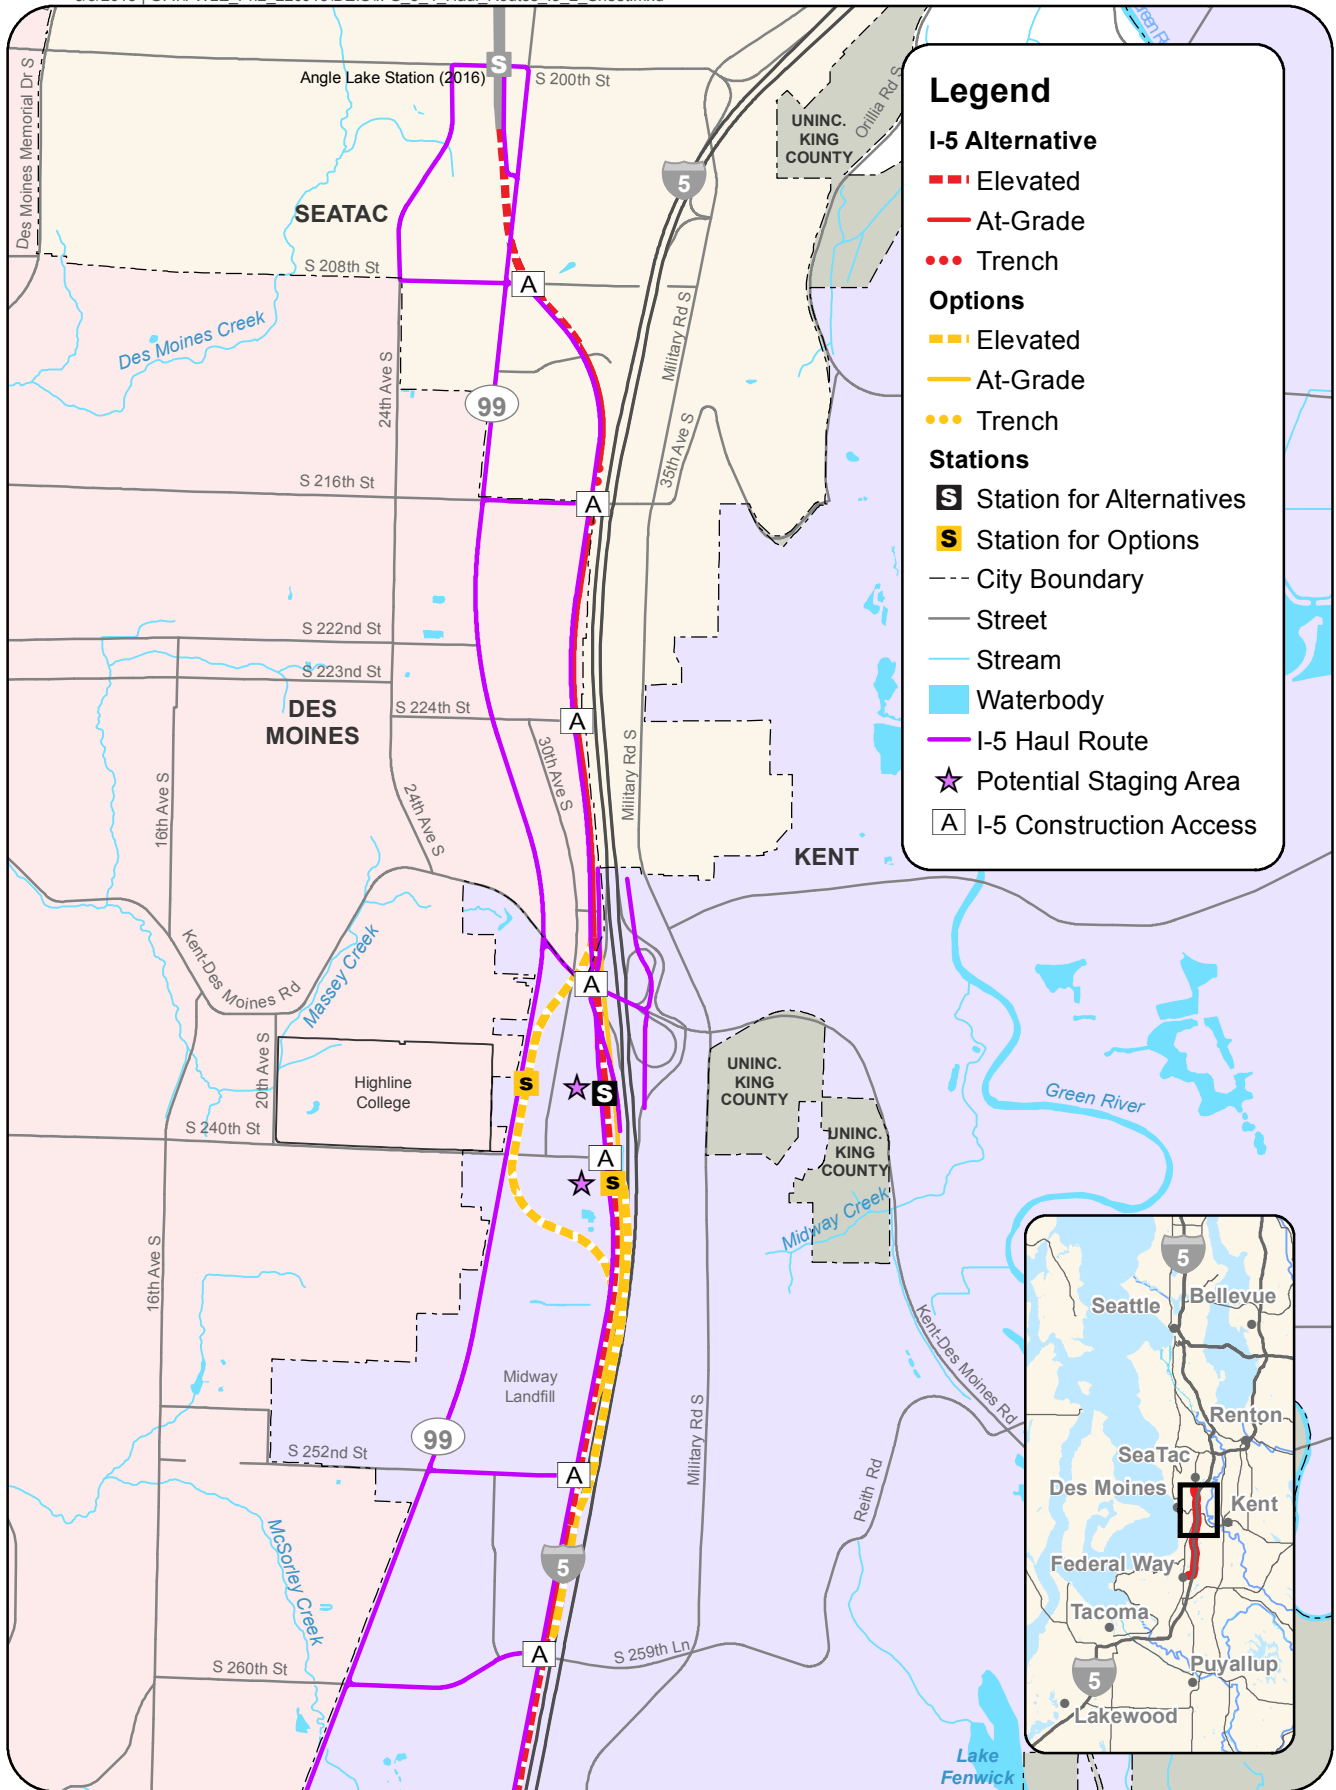 S
Angle Lake Station (2016)
S 200th St
Des Moines Memorial Dr S
SEATAC
S 208th St
Des Moines Creek
24th Ave S
99
5
Military Rd S
35th Ave S
Orillia Rd S
UNINC.
KING
COUNTY
Green Ri
A
S 216th St
A
S 222nd St
S 223rd St
DES
MOINES
S 224th St
A
30th Ave S
Military Rd S
16th Ave S
24th Ave S
KENT
Kent-Des Moines Rd
Massey Creek
A
20th Ave S
Highline
College
S
S
S 240th St
A
S
UNINC.
KING
COUNTY
UNINC.
KING
COUNTY
Green River
Midway Creek
Kent-Des Moines Rd
16th Ave S
Midway
Landfill
99
S 252nd St
A
Military Rd S
Reith Rd
McSorley Creek
5
A
S 259th Ln
S 260th St
Lake
Fenwick
Legend
I-5 Alternative
Elevated
At-Grade
Trench
Options
Elevated
At-Grade
Trench
Stations
S Station for Alternatives
S Station for Options
City Boundary
Street
Stream
Waterbody
I-5 Haul Route
Potential Staging Area
A I-5 Construction Access
5
Seattle
Bellevue
Renton
SeaTac
Des Moines
Kent
Federal Way
Tacoma
Puyallup
5
Lakewood